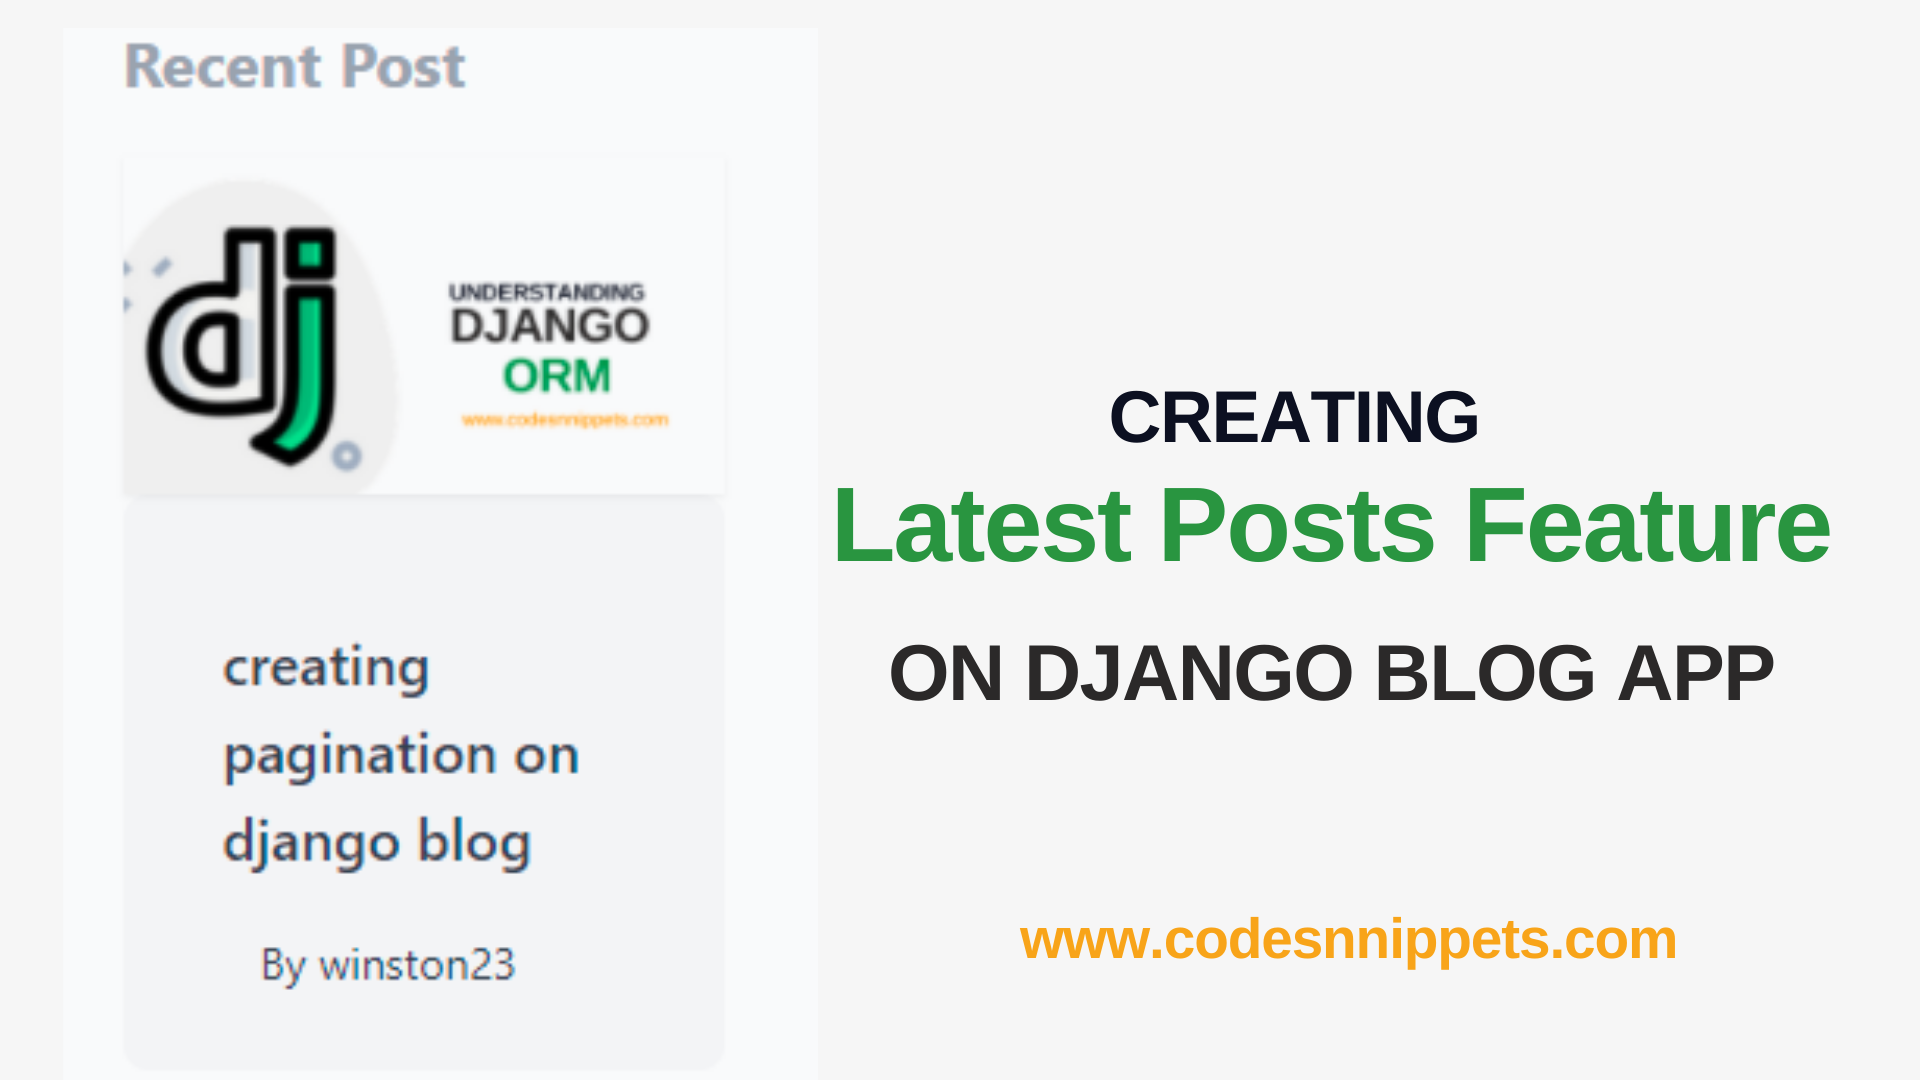 Recent Post
dj
UNDERSTANDING
DJANGO
ORM
www.codesnnippets.com
creating
pagination on
django blog
By winston23
CREATING
Latest Posts Feature
ON DJANGO BLOG APP
www.codesnnippets.com